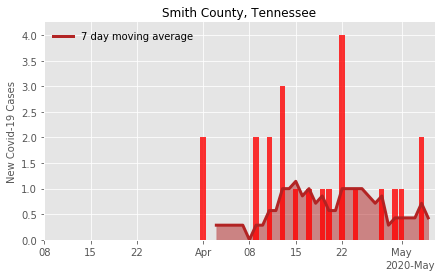 Smith County, Tennessee
7 day moving average
New Covid-19 Cases
4.0
3.5
3.0
2.5
2.0
1.5
1.0
0.5
0.0
08 15 22 Apr 08 15 22 May
2020-May